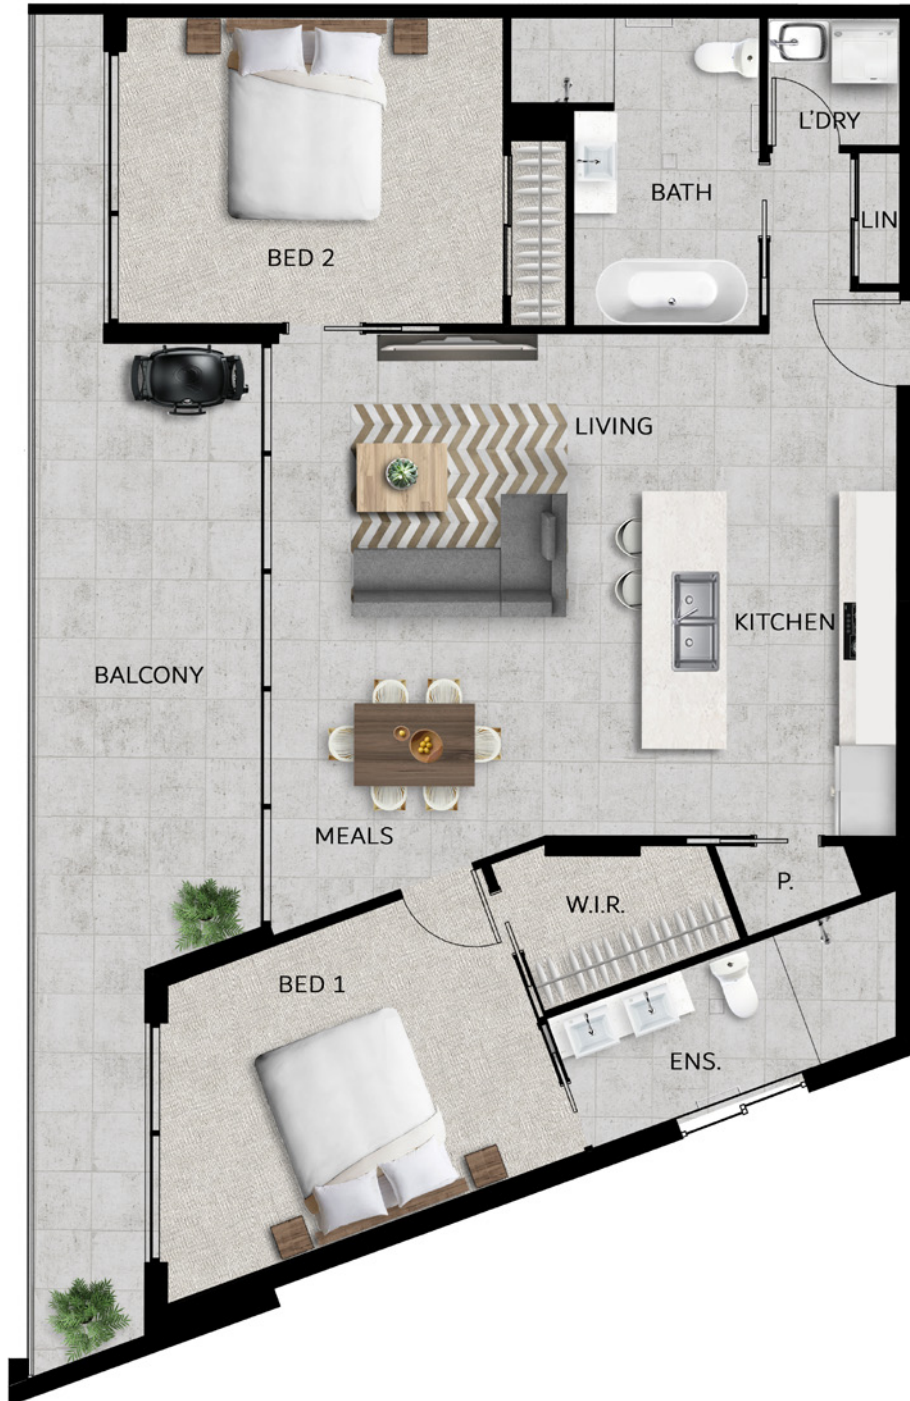 L'DRY
BATH
LIN
BED 2
LIVING
KITCHEN
BALCONY
MEALS
P.
W.I.R.
BED 1
ENS.